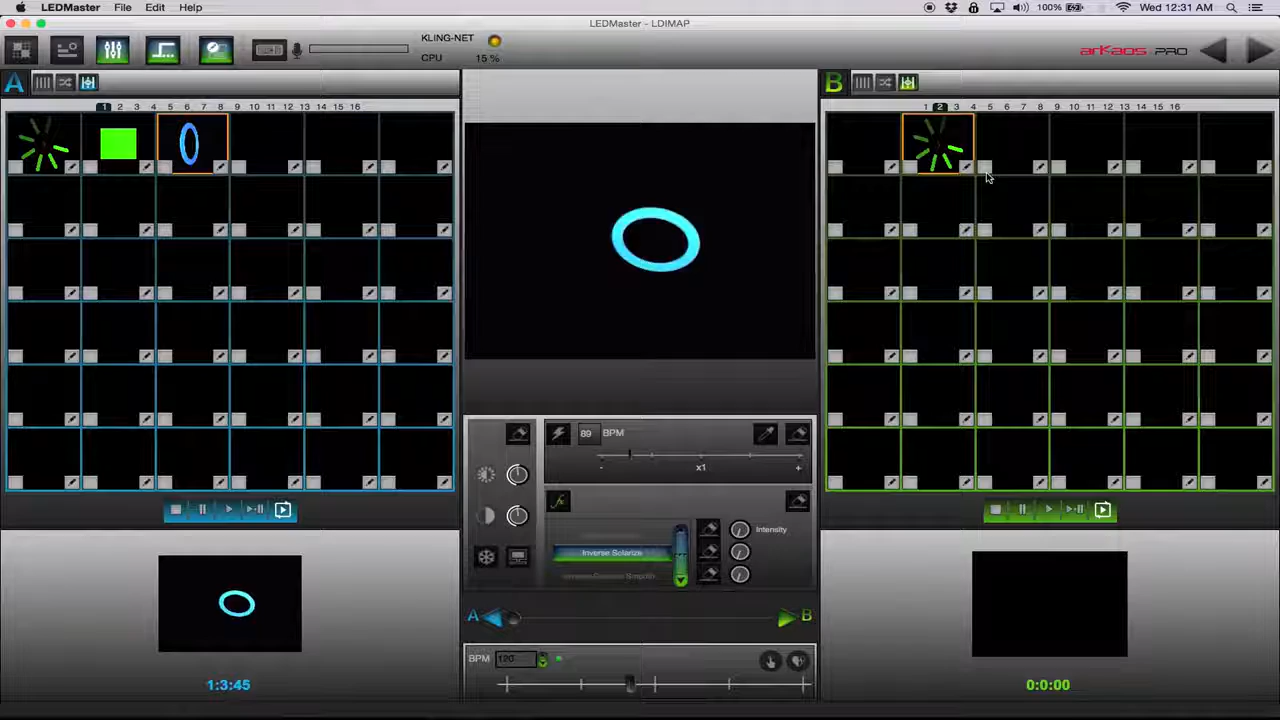 LEDMaster File Edit Help
100% Wed 12:31 AM
LEDMaster - LDIMAP
KLING-NET
CPU 15 %
arKaos PRO
A
B
1 2 3 4 5 6 7 8 9 10 11 12 13 14 15 16
1 2 3 4 5 6 7 8 9 10 11 12 13 14 15 16
89 BPM
- x1 +
fx
Intensity
Inverse Solarize
A B
BPM 120
1:3:45
0:0:00